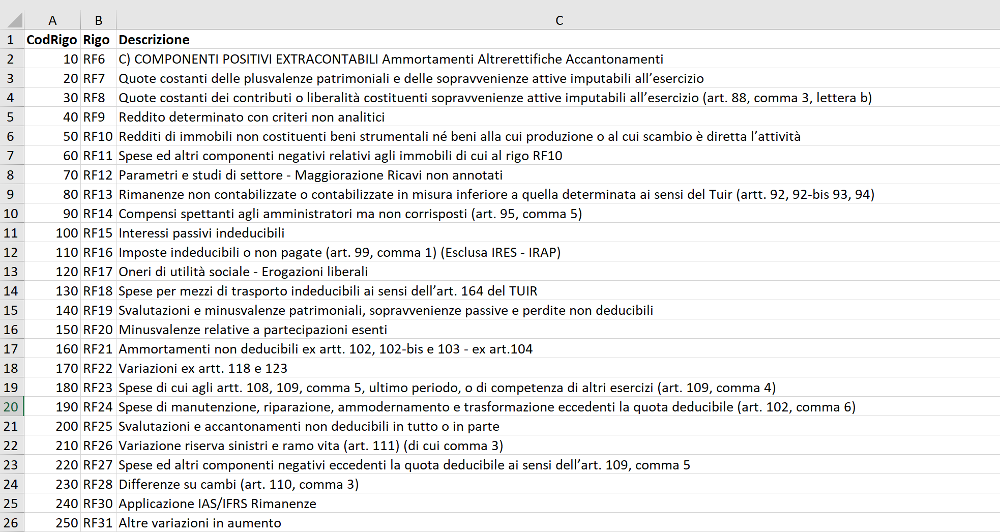 A B C
1 CodRigo Rigo Descrizione
2 10 RF6 C) COMPONENTI POSITIVI EXTRACONTABILI Ammortamenti Altrerettifiche Accantonamenti
3 20 RF7 Quote costanti delle plusvalenze patrimoniali e delle sopravvenienze attive imputabili all’esercizio
4 30 RF8 Quote costanti dei contributi o liberalità costituenti sopravvenienze attive imputabili all’esercizio (art. 88, comma 3, lettera b)
5 40 RF9 Reddito determinato con criteri non analitici
6 50 RF10 Redditi di immobili non costituenti beni strumentali né beni alla cui produzione o al cui scambio è diretta l’attività
7 60 RF11 Spese ed altri componenti negativi relativi agli immobili di cui al rigo RF10
8 70 RF12 Parametri e studi di settore - Maggiorazione Ricavi non annotati
9 80 RF13 Rimanenze non contabilizzate o contabilizzate in misura inferiore a quella determinata ai sensi del Tuir (artt. 92, 92-bis 93, 94)
10 90 RF14 Compensi spettanti agli amministratori ma non corrisposti (art. 95, comma 5)
11 100 RF15 Interessi passivi indeducibili
12 110 RF16 Imposte indeducibili o non pagate (art. 99, comma 1) (Esclusa IRES - IRAP)
13 120 RF17 Oneri di utilità sociale - Erogazioni liberali
14 130 RF18 Spese per mezzi di trasporto indeducibili ai sensi dell’art. 164 del TUIR
15 140 RF19 Svalutazioni e minusvalenze patrimoniali, sopravvenienze passive e perdite non deducibili
16 150 RF20 Minusvalenze relative a partecipazioni esenti
17 160 RF21 Ammortamenti non deducibili ex artt. 102, 102-bis e 103 - ex art.104
18 170 RF22 Variazioni ex artt. 118 e 123
19 180 RF23 Spese di cui agli artt. 108, 109, comma 5, ultimo periodo, o di competenza di altri esercizi (art. 109, comma 4)
20 190 RF24 Spese di manutenzione, riparazione, ammodernamento e trasformazione eccedenti la quota deducibile (art. 102, comma 6)
21 200 RF25 Svalutazioni e accantonamenti non deducibili in tutto o in parte
22 210 RF26 Variazione riserva sinistri e ramo vita (art. 111) (di cui comma 3)
23 220 RF27 Spese ed altri componenti negativi eccedenti la quota deducibile ai sensi dell’art. 109, comma 5
24 230 RF28 Differenze su cambi (art. 110, comma 3)
25 240 RF30 Applicazione IAS/IFRS Rimanenze
26 250 RF31 Altre variazioni in aumento